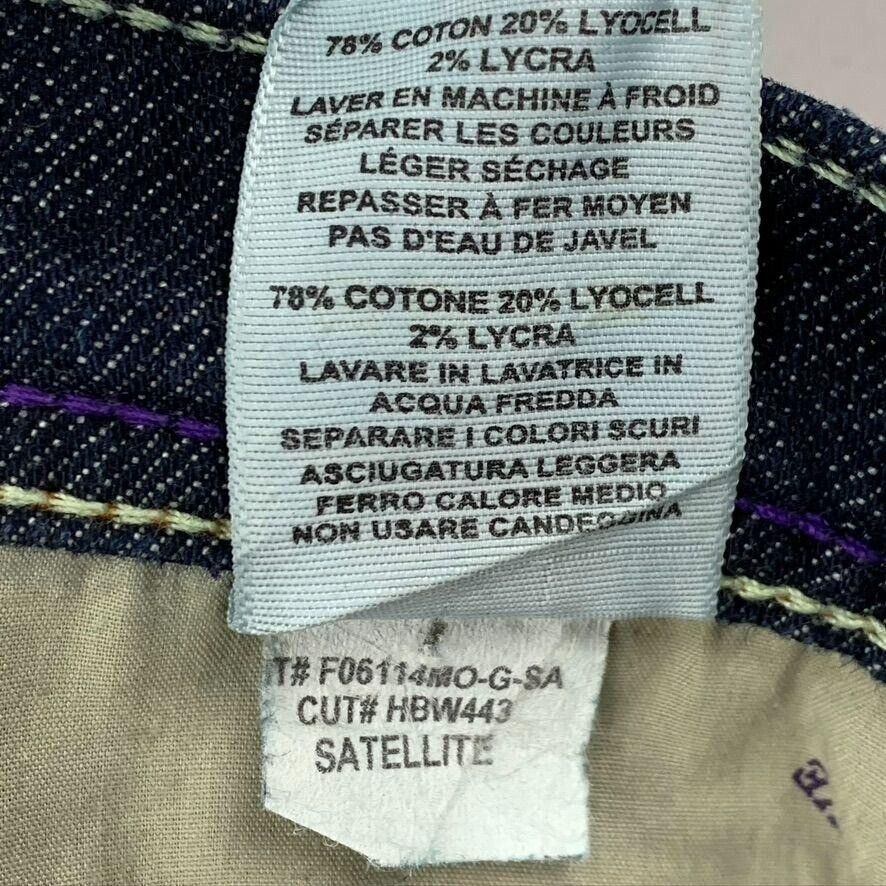 78% COTON 20% LYOCELL
2% LYCRA
LAVER EN MACHINE À FROID
SÉPARER LES COULEURS
LÉGER SÉCHAGE
REPASSER À FER MOYEN
PAS D'EAU DE JAVEL
78% COTONE 20% LYOCELL
2% LYCRA
LAVARE IN LAVATRICE IN
ACQUA FREDDA
SEPARARE I COLORI SCURI
ASCIUGATURA LEGGERA
FERRO CALORE MEDIO
NON USARE CANDEGGINA
T# F06114MO-G-SA
CUT# HBW443
SATELLITE